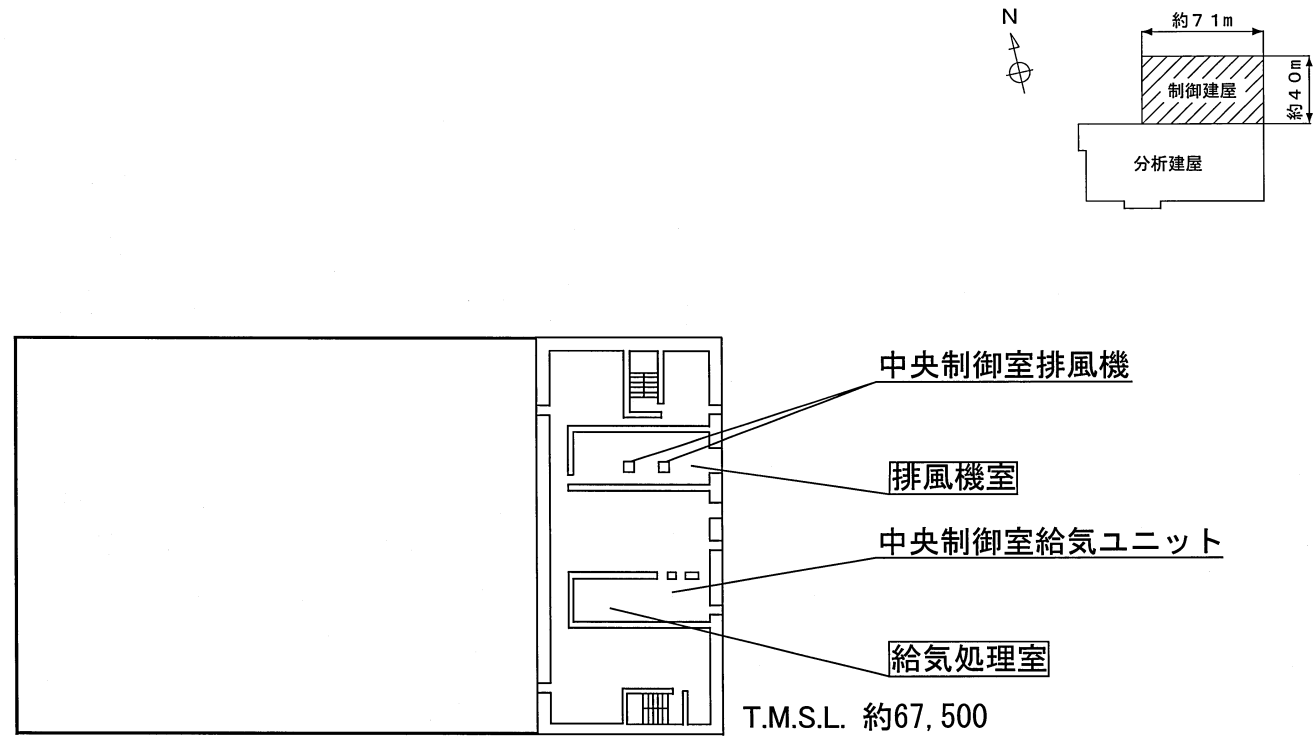 N
約71m
制御建屋
約40m
分析建屋
中央制御室排風機
排風機室
中央制御室給気ユニット
給気処理室
T.M.S.L. 約67,500